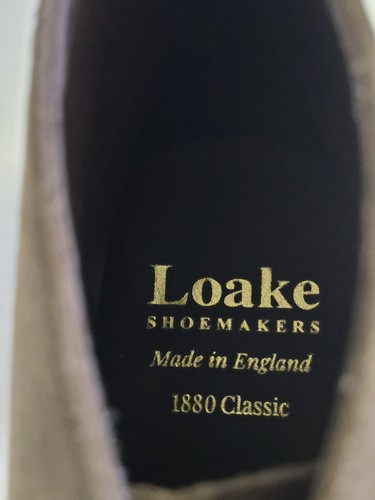 Loake
SHOEMAKERS
Made in England
1880 Classic